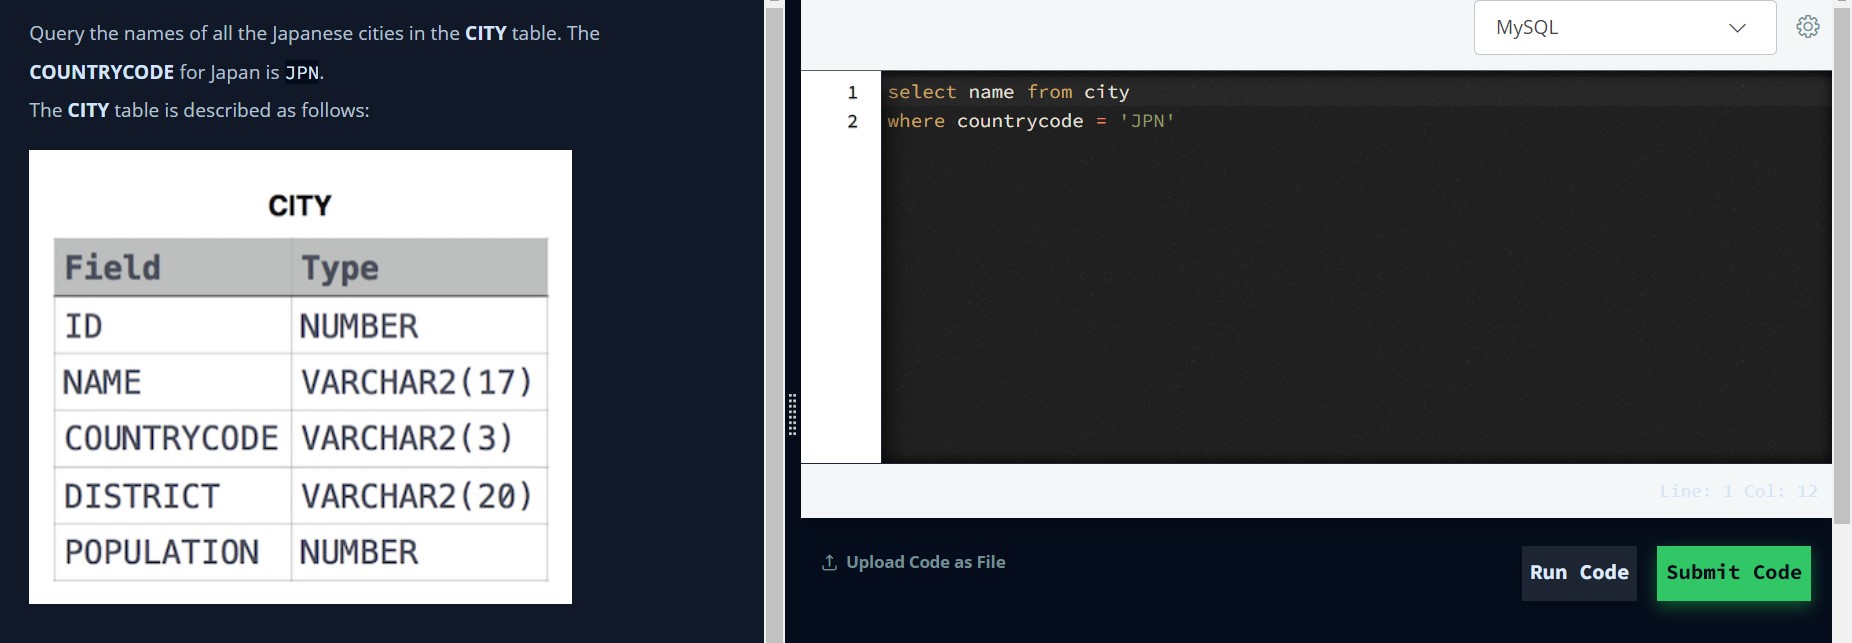 Query the names of all the Japanese cities in the CITY table. The
COUNTRYCODE for Japan is JPN.
The CITY table is described as follows:
CITY
Field Type
ID NUMBER
NAME VARCHAR2(17)
COUNTRYCODE VARCHAR2(3)
DISTRICT VARCHAR2(20)
POPULATION NUMBER
MySQL
1 select name from city
2 where countrycode = 'JPN'
Line: 1 Col: 12
Upload Code as File
Run Code
Submit Code